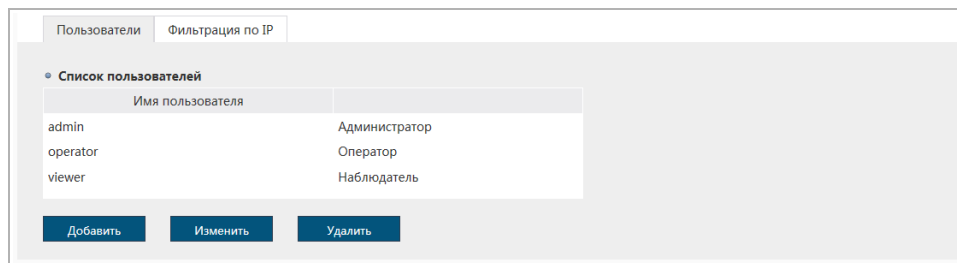 Пользователи Фильтрация по IP
Список пользователей
Имя пользователя
admin Администратор
operator Оператор
viewer Наблюдатель
Добавить Изменить Удалить